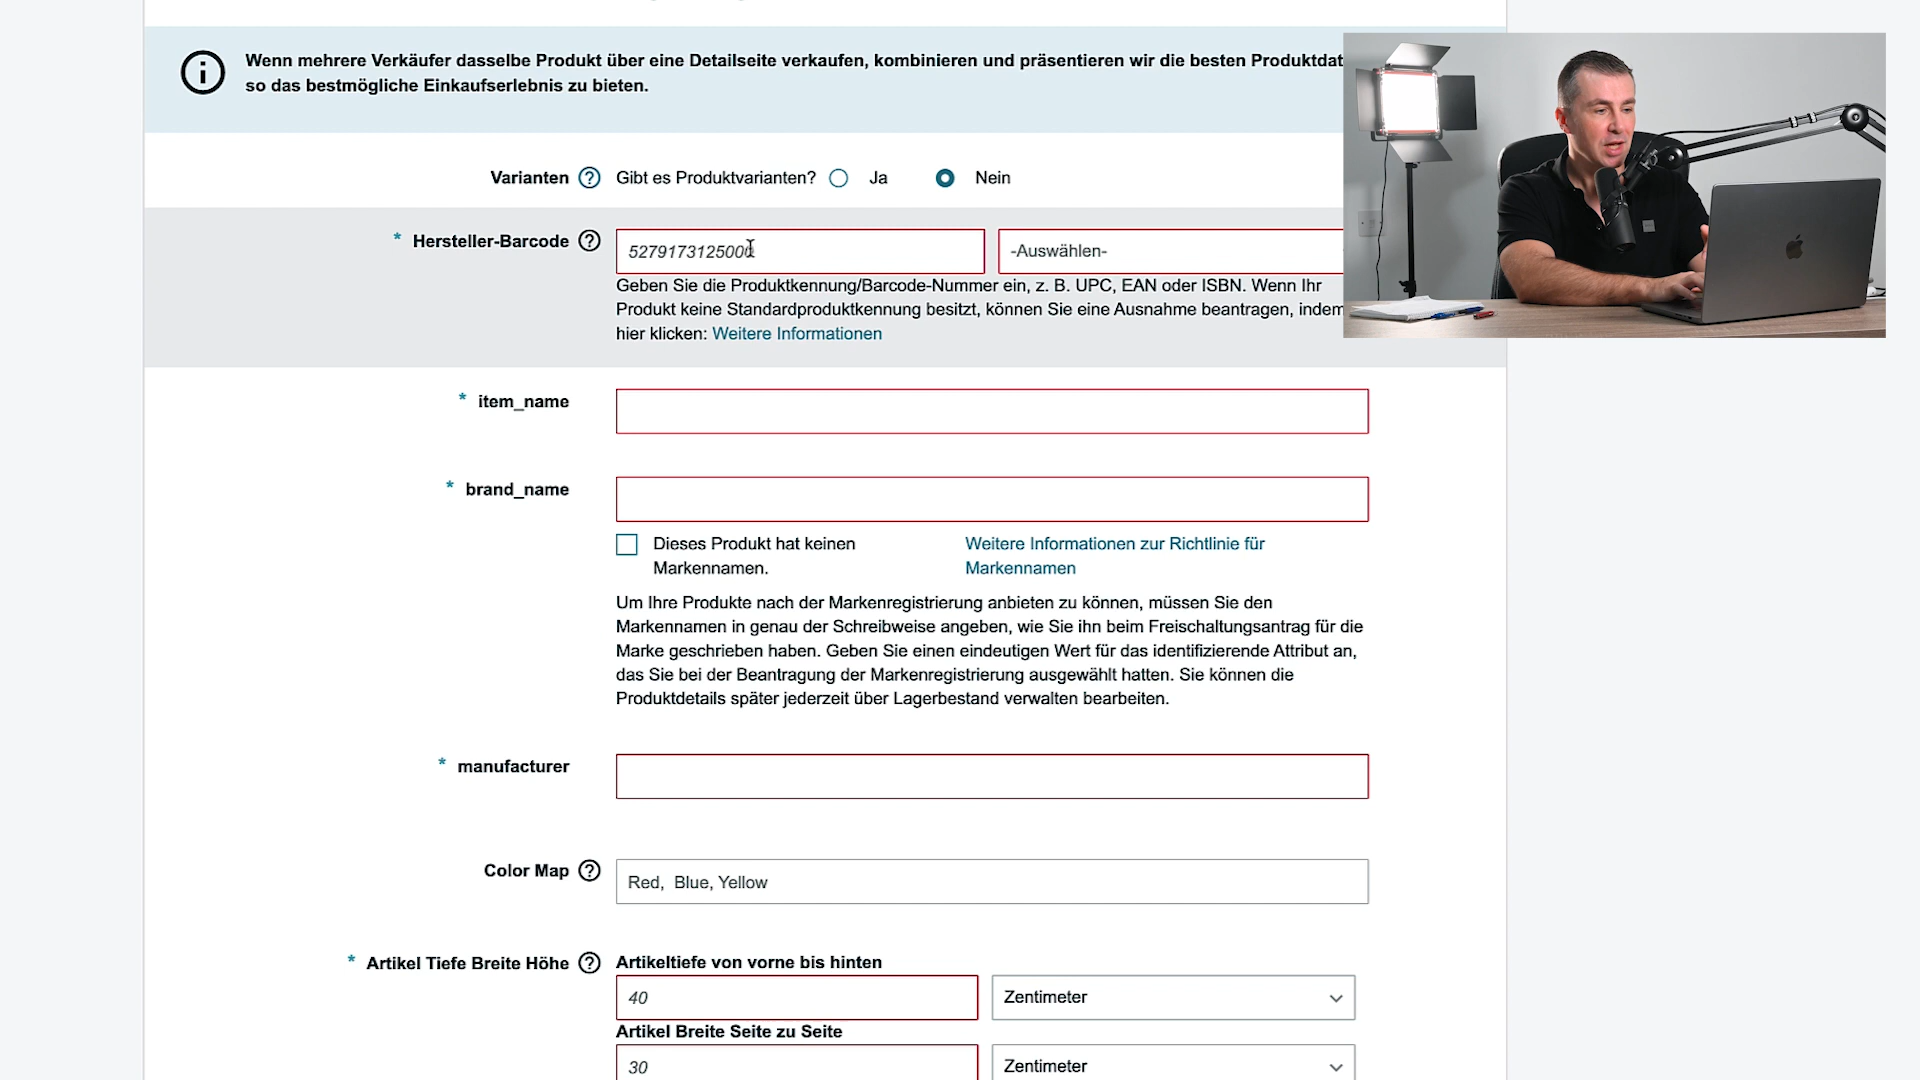 Wenn mehrere Verkäufer dasselbe Produkt über eine Detailseite verkaufen, kombinieren und präsentieren wir die besten
so das bestmögliche Einkaufserlebnis zu bieten.
Varianten Gibt es Produktvarianten? Ja Nein
* Hersteller-Barcode 5279173125000 -Auswählen-
Geben Sie die Produktkennung/Barcode-Nummer ein, z. B. UPC, EAN oder ISBN. Wenn Ihr
Produkt keine Standardproduktkennung besitzt, können Sie eine Ausnahme beantragen, indem
hier klicken: Weitere Informationen
* item_name
* brand_name
Dieses Produkt hat keinen
Markennamen.
Weitere Informationen zur Richtlinie für
Markennamen
Um Ihre Produkte nach der Markenregistrierung anbieten zu können, müssen Sie den
Markennamen in genau der Schreibweise angeben, wie Sie ihn beim Freischaltungsantrag für die
Marke geschrieben haben. Geben Sie einen eindeutigen Wert für das identifizierende Attribut an,
das Sie bei der Beantragung der Markenregistrierung ausgewählt hatten. Sie können die
Produktdetails später jederzeit über Lagerbestand verwalten bearbeiten.
* manufacturer
Color Map Red, Blue, Yellow
* Artikel Tiefe Breite Höhe Artikeltiefe von vorne bis hinten
40 Zentimeter
Artikel Breite Seite zu Seite
30 Zentimeter